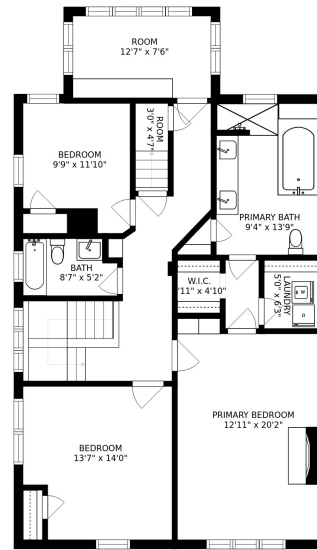 ROOM
12'7" x 7'6"
ROOM
3'0" x 4'7"
BEDROOM
9'9" x 11'10"
PRIMARY BATH
9'4" x 13'9"
BATH
8'7" x 5'2"
W.I.C.
'11" x 4'10"
LAUNDRY
5'0" x 6'3"
W
PRIMARY BEDROOM
12'11" x 20'2"
BEDROOM
13'7" x 14'0"